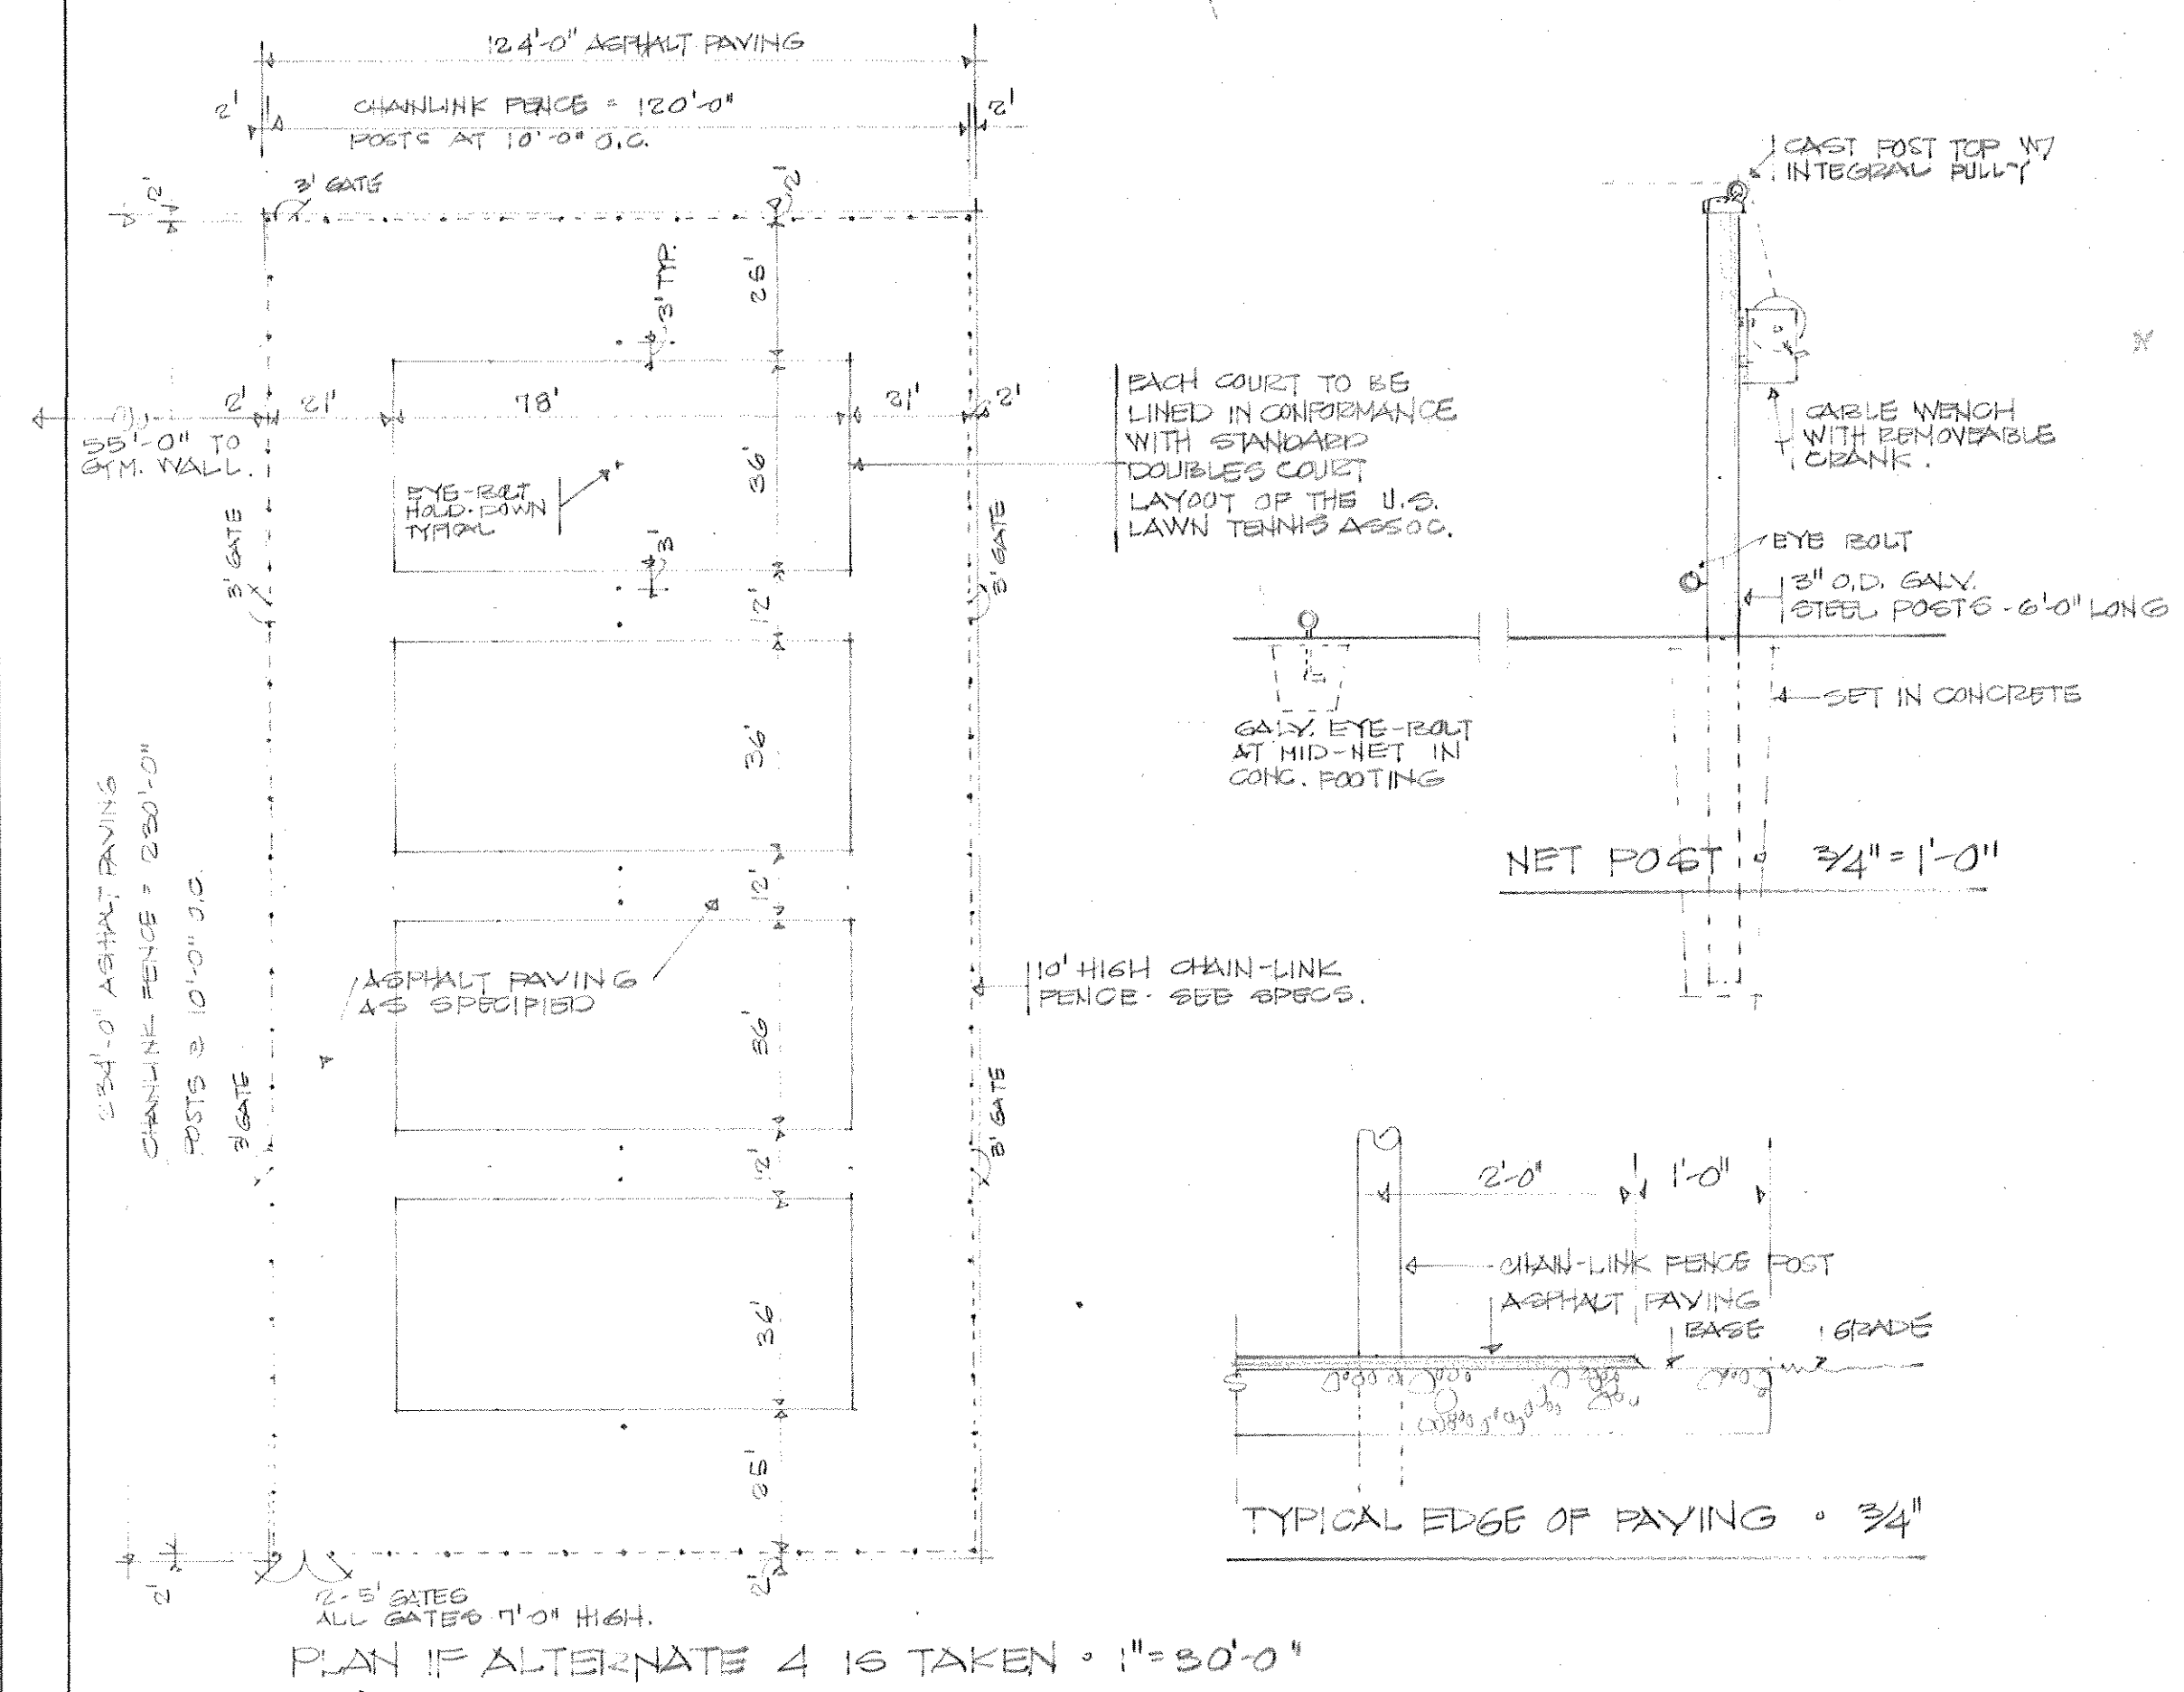 124'-0" ASPHALT PAVING
2'
CHAINLINK FENCE = 120'-0"
POSTS AT 10'-0" O.C.
2'
3' GATE
2'
2'
3' TYP.
25'
2'
21'
78'
21'
2'
55'-0" TO
GYM. WALL.
36'
EYE-BOLT
HOLD-DOWN
TYPICAL
3'
3' GATE
3' GATE
12'
36'
234'-0" ASPHALT PAVING
CHAINLINK FENCE = 230'-0"
POSTS @ 10'-0" O.C.
12'
ASPHALT PAVING
AS SPECIFIED
36'
3' GATE
3' GATE
12'
36'
25'
2'
2'
2-5' GATES
ALL GATES 7'-0" HIGH.
PLAN IF ALTERNATE 4 IS TAKEN • 1"=30'-0"
EACH COURT TO BE
LINED IN CONFORMANCE
WITH STANDARD
DOUBLES COURT
LAYOUT OF THE U.S.
LAWN TENNIS ASSOC.
10' HIGH CHAIN-LINK
FENCE - SEE SPECS.
CAST POST TOP W/
INTEGRAL PULLY
CABLE WENCH
WITH REMOVEABLE
CRANK.
EYE BOLT
3" O.D. GALV.
STEEL POSTS - 6'-0" LONG
SET IN CONCRETE
GALV. EYE-BOLT
AT MID-NET IN
CONC. FOOTING
NET POST • 3/4" = 1'-0"
2'-0"
1'-0"
CHAIN-LINK FENCE POST
ASPHALT PAVING
BASE
GRADE
TYPICAL EDGE OF PAVING • 3/4"